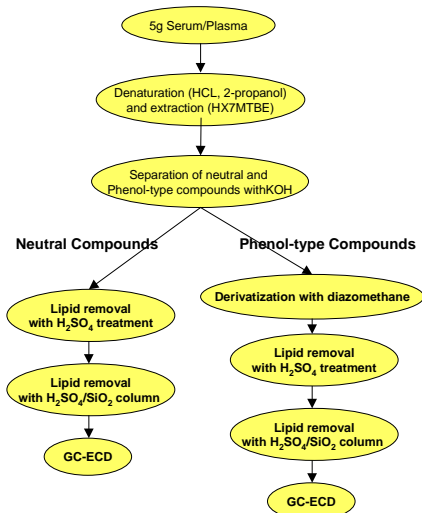 5g Serum/Plasma
Denaturation (HCL, 2-propanol)
and extraction (HX7MTBE)
Separation of neutral and
Phenol-type compounds withKOH
Neutral Compounds
Phenol-type Compounds
Lipid removal
with H₂SO₄ treatment
Lipid removal
with H₂SO₄/SiO₂ column
GC-ECD
Derivatization with diazomethane
Lipid removal
with H₂SO₄ treatment
Lipid removal
with H₂SO₄/SiO₂ column
GC-ECD